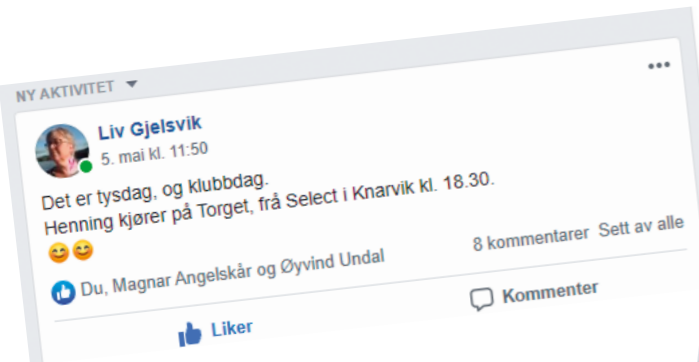 NY AKTIVITET
Liv Gjelsvik
5. mai kl. 11:50
Det er tysdag, og klubbdag.
Henning kjører på Torget, frå Select i Knarvik kl. 18.30.
😊😊
Du, Magnar Angelskår og Øyvind Undal
8 kommentarer Sett av alle
Liker
Kommenter